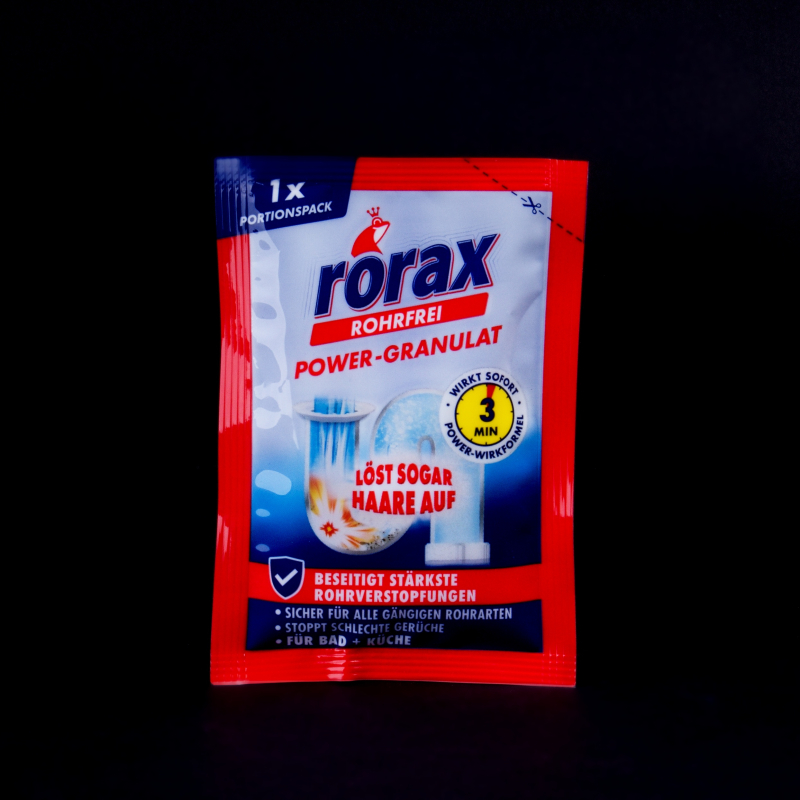 1x
PORTIONSPACK
rorax
ROHRFREI
POWER-GRANULAT
WIRKT SOFORT
3
MIN
POWER-WIRKFORMEL
LÖST SOGAR
HAARE AUF
BESEITIGT STÄRKSTE
ROHRVERSTOPFUNGEN
• SICHER FÜR ALLE GÄNGIGEN ROHRARTEN
• STOPPT SCHLECHTE GERÜCHE
• FÜR BAD + KÜCHE